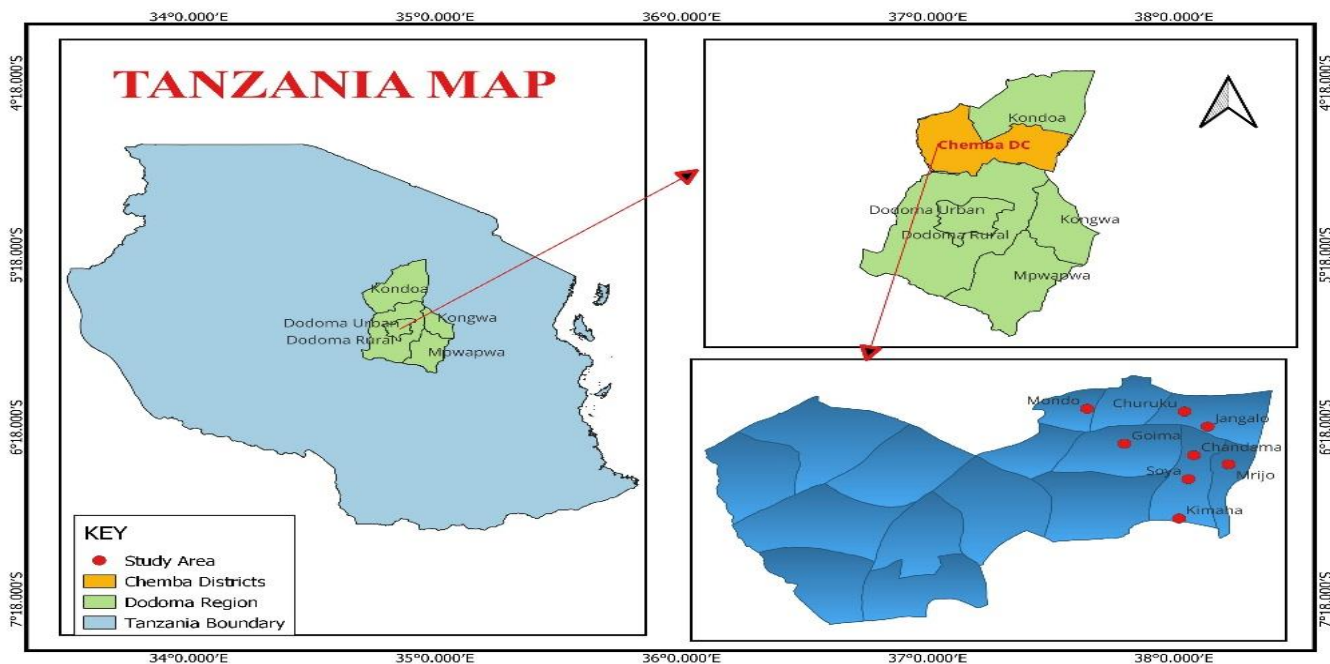 34°0.000'E 35°0.000'E 36°0.000'E 37°0.000'E 38°0.000'E
4°18.000'S
5°18.000'S
6°18.000'S
7°18.000'S
TANZANIA MAP
Kondoa
Dodoma Urban
Kongwa
Dodoma Rural
Mpwapwa
KEY
Study Area
Chemba Districts
Dodoma Region
Tanzania Boundary
Kondoa
Chemba DC
Dodoma Urban
Kongwa
Dodoma Rural
Mpwapwa
Mondo
Churuku
Jangalo
Goima
Chandema
Soya
Mrijo
Kimaha
4°18.000'S
5°18.000'S
6°18.000'S
7°18.000'S
34°0.000'E 35°0.000'E 36°0.000'E 37°0.000'E 38°0.000'E